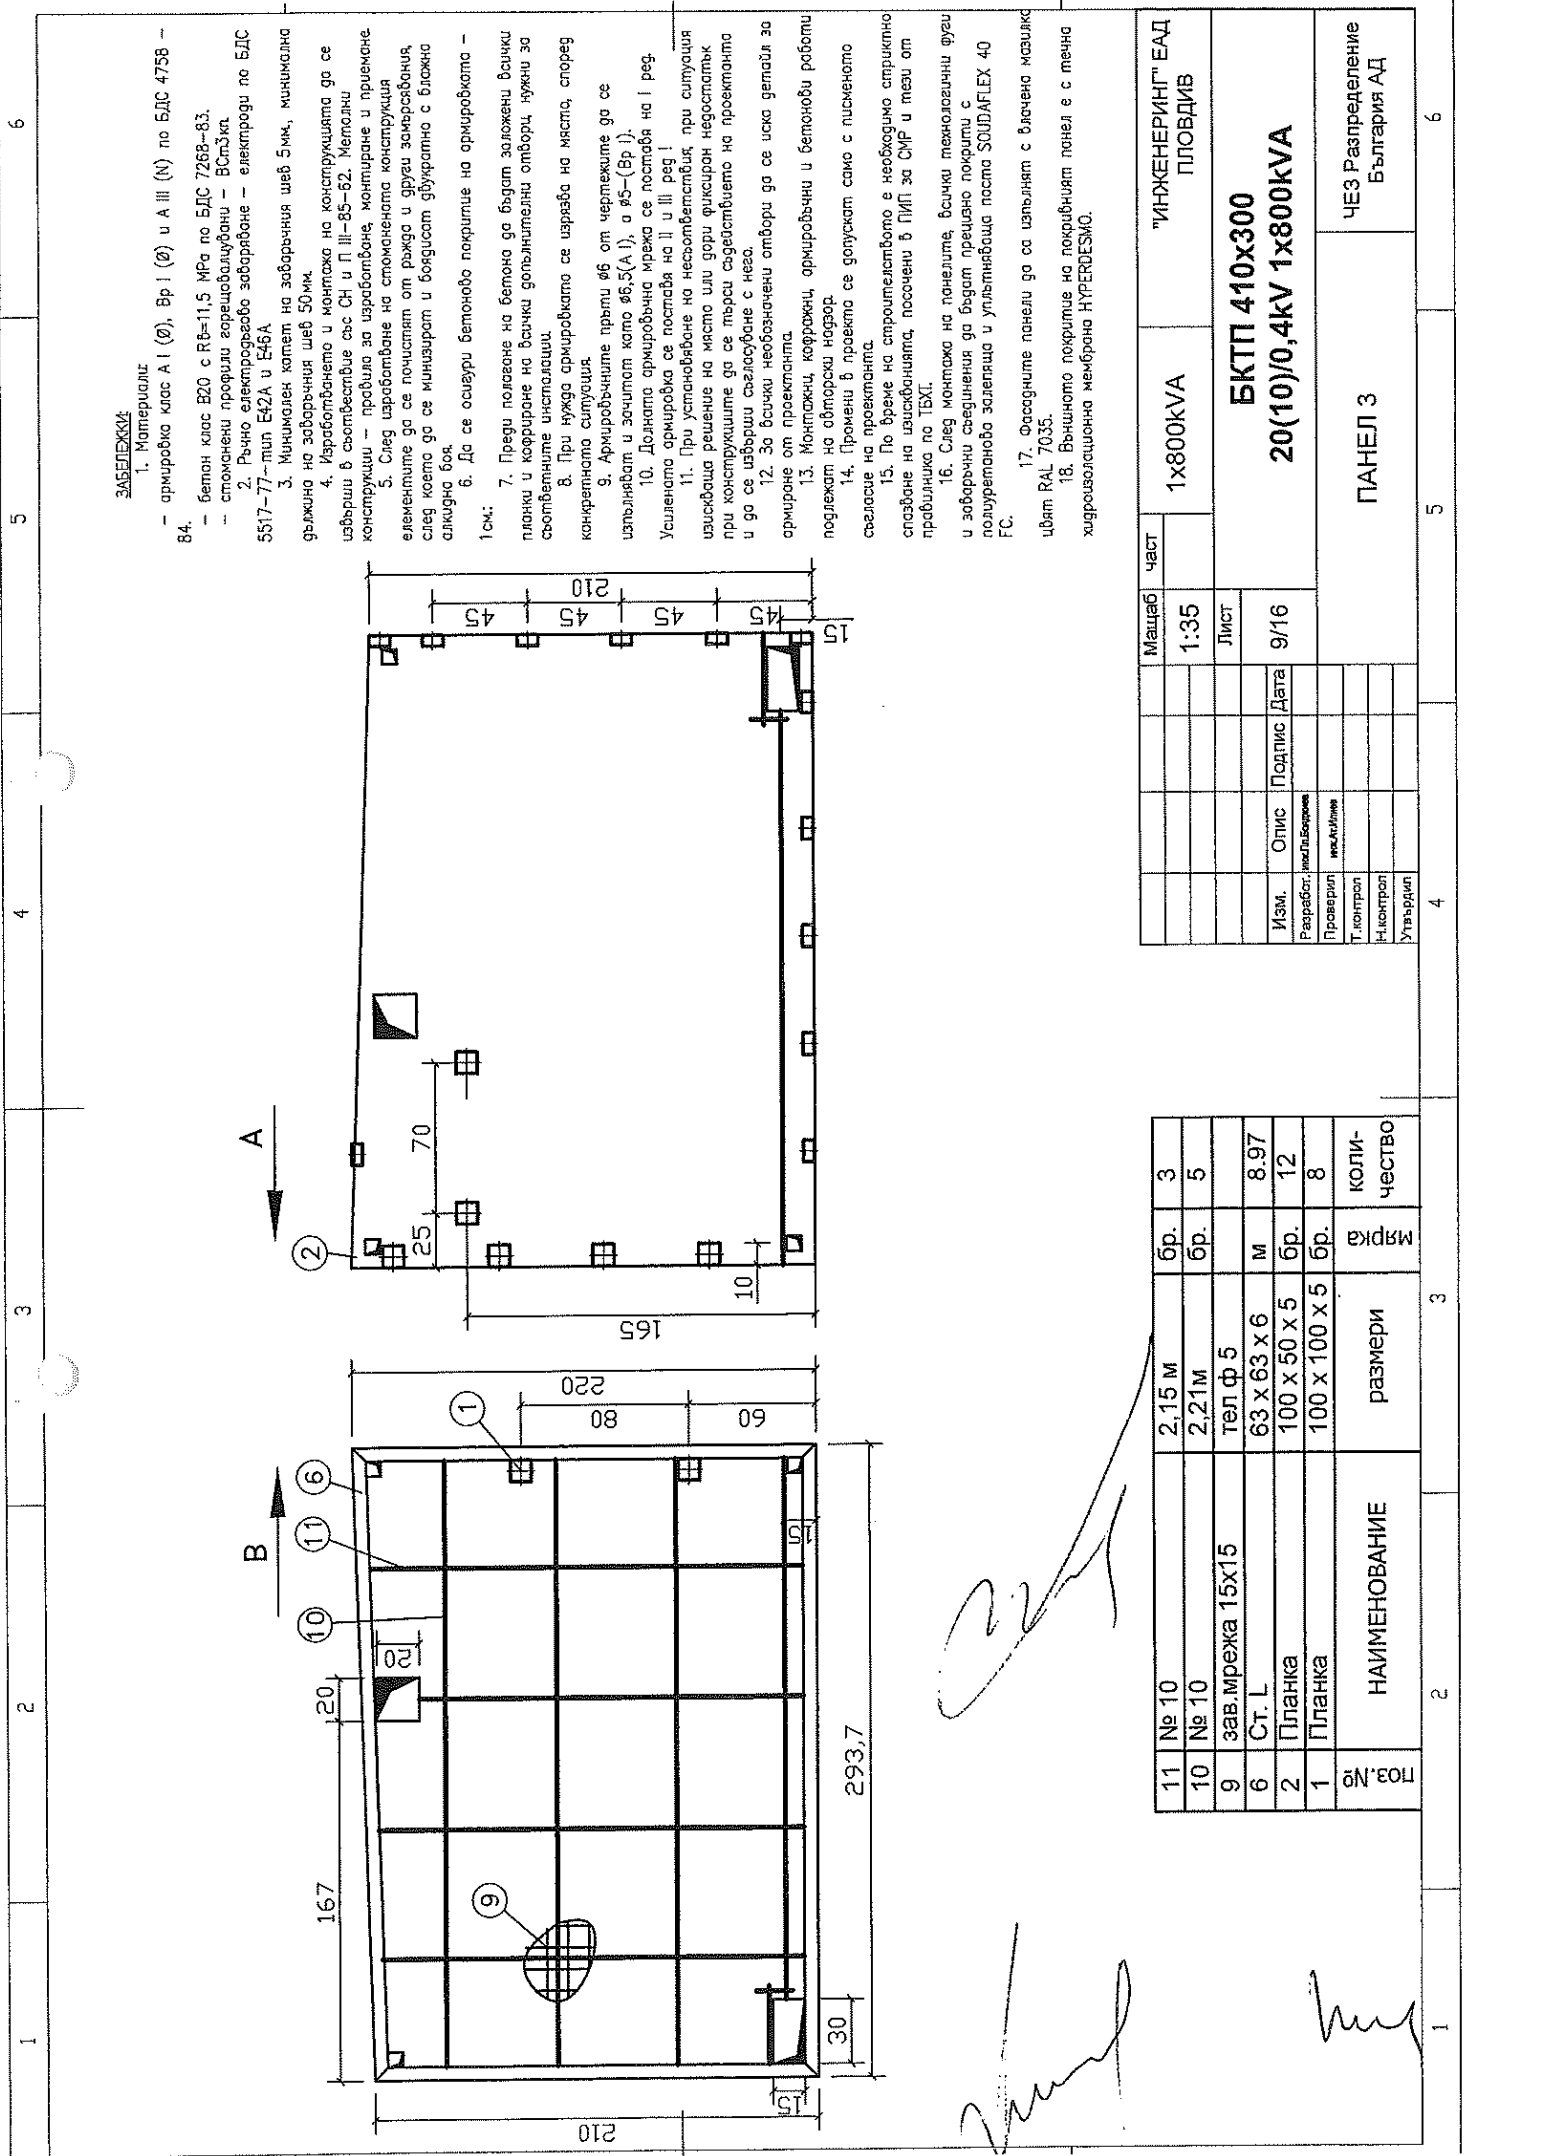 ЗАБЕЛЕЖКИ:
1. Материали:
– армировка клас А I (Ø), Вр I (Ø) и А III (N) по БДС 4758 –
84.
– бетон клас В20 с Rв=11,5 МРа по БДС 7268–83.
– стоманени профили горещовалцувани – ВСт3кп.
2. Ръчно електродъгово заваряване – електроди по БДС
5517–77–тип Е42А и Е46А
3. Минимален катет на заваръчния шев 5мм, минимална
дължина на заваръчния шев 50мм.
4. Изработването и монтажа на конструкцията да се
извърши в съответствие със СН и П III–85–62. Метални
конструкции – правила за изработване, монтиране и приемане.
5. След изработване на стоманената конструкция
елементите да се почистят от ръжда и други замърсявания,
след което да се минизират и боядисат двукратно с блажна
алкидна боя.
6. Да се осигури бетоново покритие на армировката –
1см.:
7. Преди полагане на бетона да бъдат заложени всички
планки и кофриране на всички допълнителни отвори, нужни за
съответните инсталации.
8. При нужда армировката се изрязва на място, според
конкретната ситуация.
9. Армировъчните пръти ø6 от чертежите да се
изпълняват и зачитат като ø6,5(А I), а ø5–(Вр I).
10. Долната армировъчна мрежа се поставя на I ред.
Усилената армировка се поставя на II и III ред !
11. При установяване на несъответствия, при ситуация
изискваща решение на място или дори фиксиран недостатък
при конструкциите да се търси съдействието на проектанта
и да се извърши съгласуване с него.
12. За всички необозначени отвори да се иска детайл за
армиране от проектанта.
13. Монтажни, кофражни, армировъчни и бетонови работи
подлежат на авторски надзор.
14. Промени в проекта се допускат само с писменото
съгласие на проектанта.
15. По време на строителството е необходимо стриктно
спазване на изискванията, посочени в ПИП за СМР и тези от
правилника по ТБХТ.
16. След монтажа на панелите, всички технологични фуги
и заваръчни съединения да бъдат прецизно покрити с
полиуретанова залепяща и уплътняваща паста SOUDAFLEX 40
FC.
17. Фасадните панели да са изпълнят с влачена мазилка
цвят RAL 7035.
18. Външното покритие на покривният панел е с течна
хидроизолационна мембрана HYPERDESMO.
1
2
3
4
5
6
B
A
210
167
20
20
10
11
6
1
9
30
15
15
293,7
220
80
60
165
2
25
70
10
210
45
45
45
45
15
11 № 10 2,15 м бр. 3
10 № 10 2,21м бр. 5
9 зав.мрежа 15х15 тел ф 5
6 Ст. L 63 х 63 х 6 м 8.97
2 Планка 100 х 50 х 5 бр. 12
1 Планка 100 х 100 х 5 бр. 8
поз.№ НАИМЕНОВАНИЕ размери мярка коли-
чество
Мащаб част
1:35
1х800kVA
"ИНЖЕНЕРИНГ" ЕАД
ПЛОВДИВ
Лист
9/16
БКТП 410х300
20(10)/0,4kV 1х800kVA
Изм. Опис Подпис Дата
Разработ.
Проверил
Т.контрол
Н.контрол
Утвърдил
ПАНЕЛ 3
ЧЕЗ Разпределение
България АД
1
2
3
4
5
6